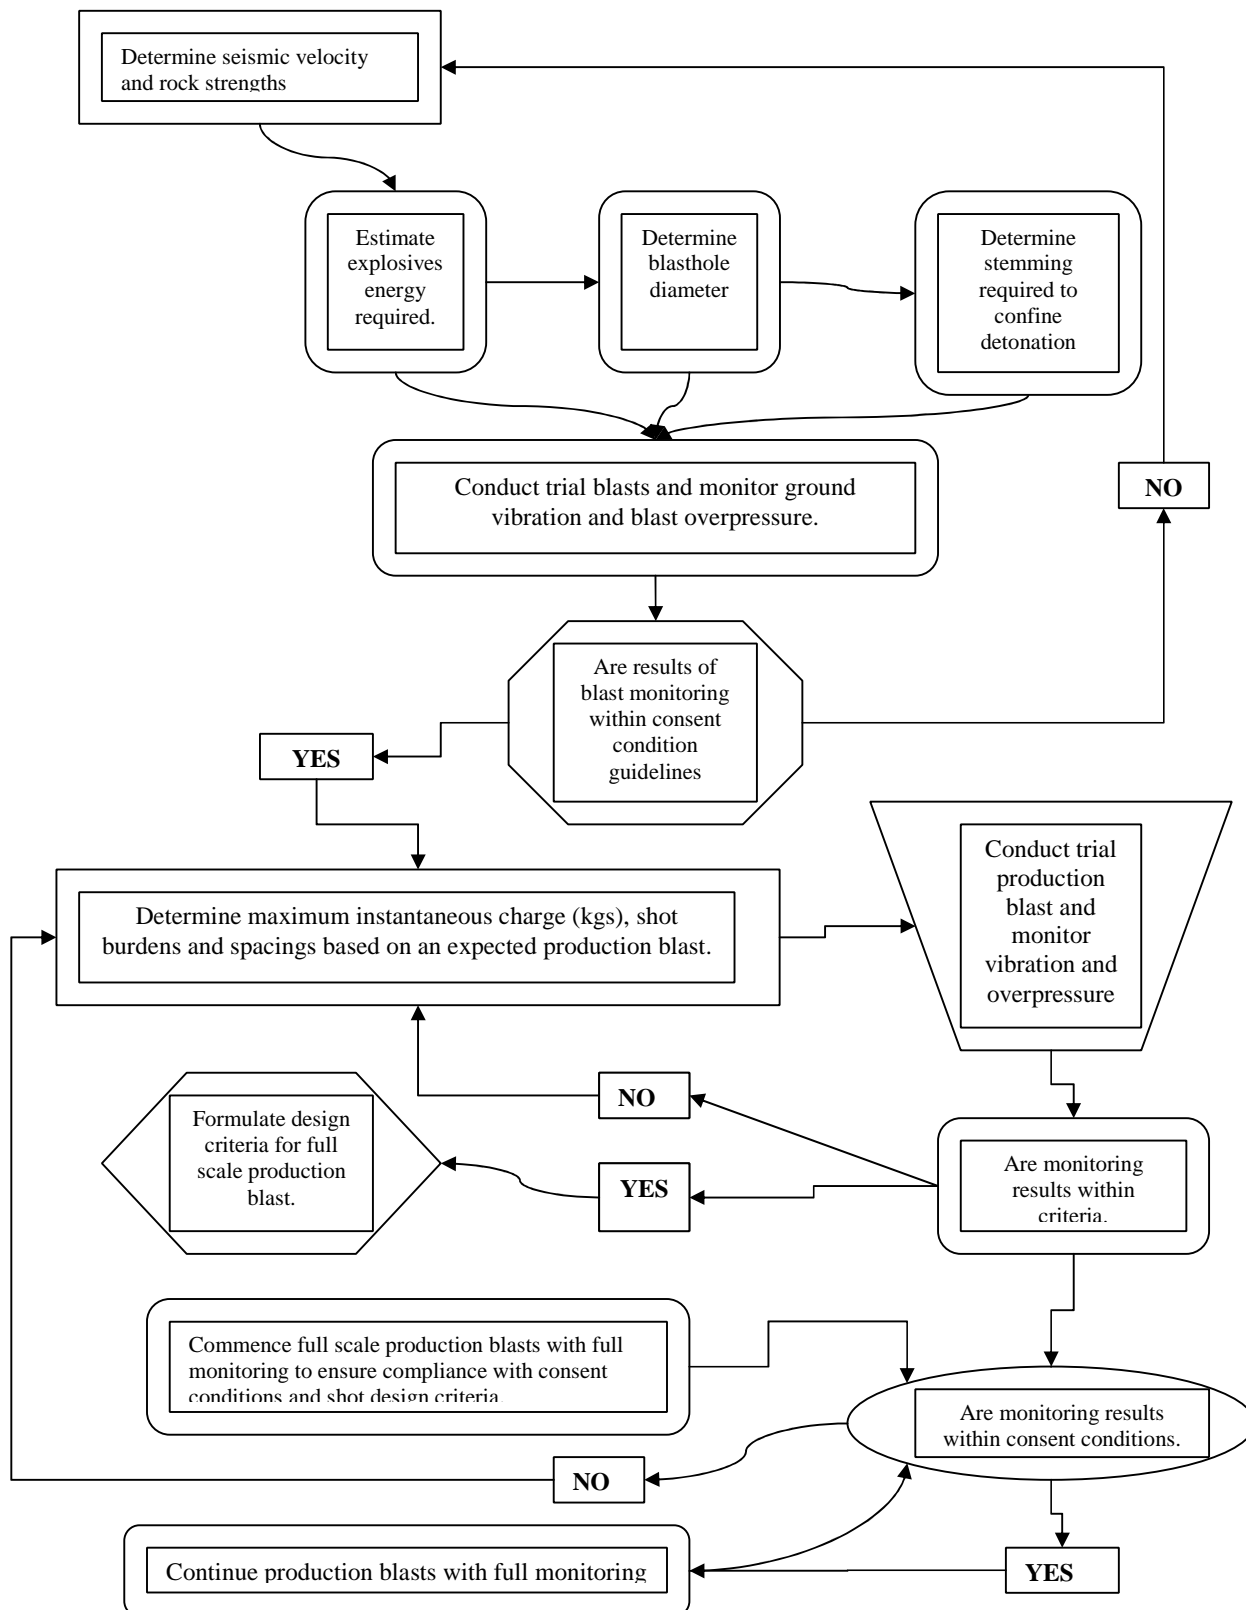 Determine seismic velocity
and rock strengths
Estimate
explosives
energy
required.
Determine
blasthole
diameter
Determine
stemming
required to
confine
detonation
Conduct trial blasts and monitor ground
vibration and blast overpressure.
NO
Are results of
blast monitoring
within consent
condition
guidelines
YES
Determine maximum instantaneous charge (kgs), shot
burdens and spacings based on an expected production blast.
Conduct trial
production
blast and
monitor
vibration and
overpressure
NO
Formulate design
criteria for full
scale production
blast.
YES
Are monitoring
results within
criteria.
Commence full scale production blasts with full
monitoring to ensure compliance with consent
conditions and shot design criteria
Are monitoring results
within consent conditions.
NO
Continue production blasts with full monitoring
YES